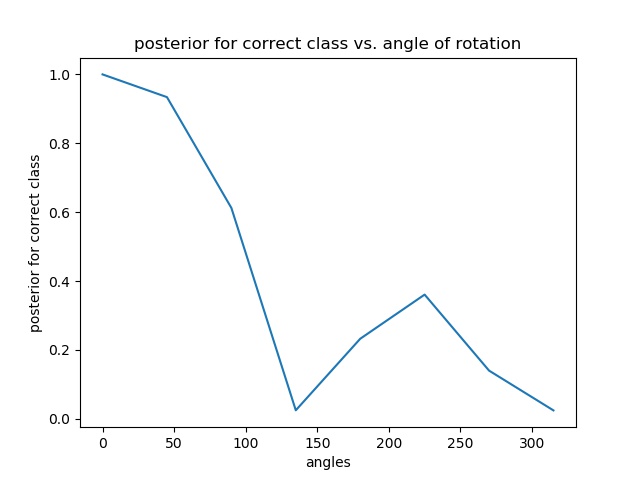 posterior for correct class vs. angle of rotation
posterior for correct class
1.0
0.8
0.6
0.4
0.2
0.0
0 50 100 150 200 250 300
angles